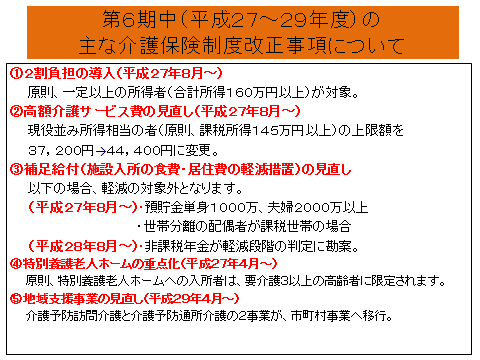 第６期中（平成２７～２９年度）の
主な介護保険制度改正事項について
①２割負担の導入（平成２７年８月～）
原則、一定以上の所得者（合計所得１６０万円以上）が対象。
②高額介護サービス費の見直し（平成２７年８月～）
現役並み所得相当の者（原則、課税所得１４５万円以上）の上限額を
３７，２００円→４４，４００円に変更。
③補足給付（施設入所の食費・居住費の軽減措置）の見直し
以下の場合、軽減の対象外となります。
（平成２７年８月～）・預貯金単身１０００万、夫婦２０００万以上
・世帯分離の配偶者が課税世帯の場合
（平成２８年８月～）・非課税年金が軽減段階の判定に勘案。
④特別養護老人ホームの重点化（平成２７年４月～）
原則、特別養護老人ホームへの入所者は、要介護３以上の高齢者に限定されます。
⑤地域支援事業の見直し（平成２９年４月～）
介護予防訪問介護と介護予防通所介護の２事業が、市町村事業へ移行。